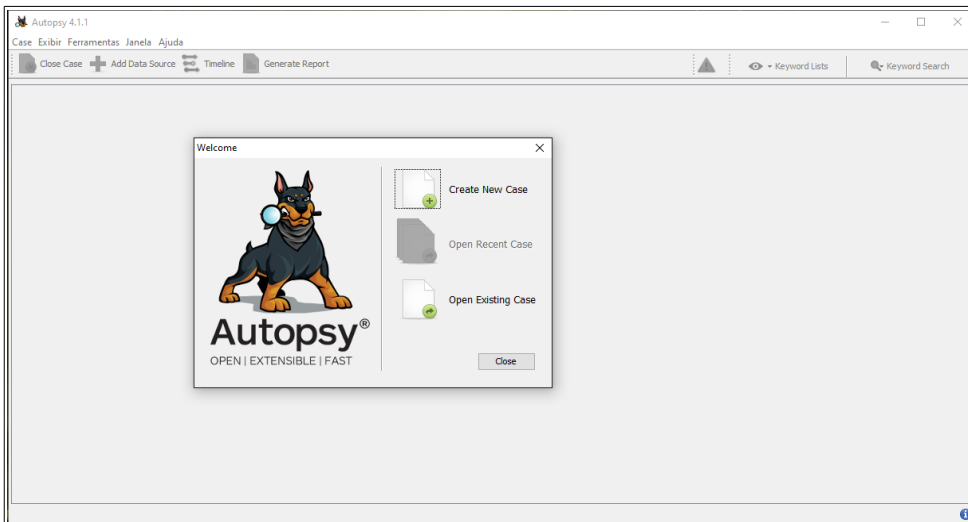 Autopsy 4.1.1
Case Exibir Ferramentas Janela Ajuda
Close Case Add Data Source Timeline Generate Report Keyword Lists Keyword Search
Welcome
Create New Case
Open Recent Case
Open Existing Case
Autopsy®
OPEN | EXTENSIBLE | FAST
Close